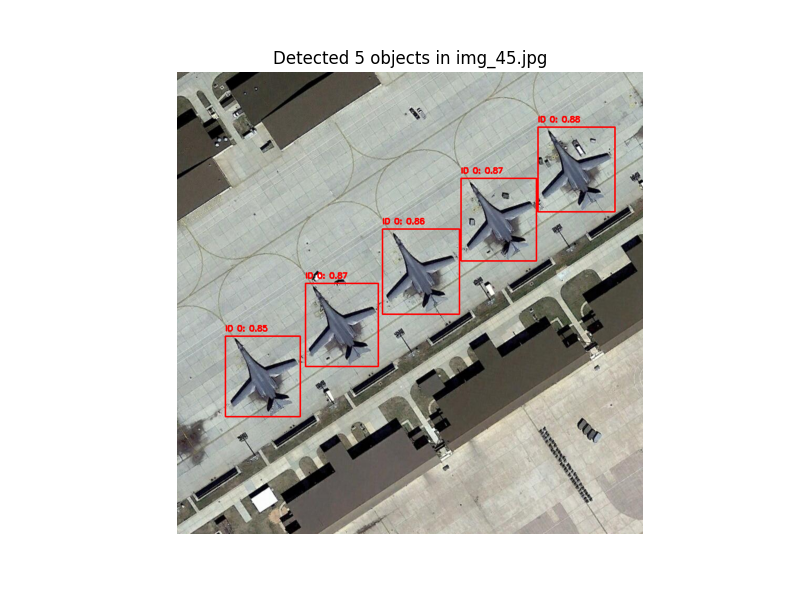 Detected 5 objects in img_45.jpg
ID 0: 0.88
ID 0: 0.87
ID 0: 0.86
ID 0: 0.87
ID 0: 0.85